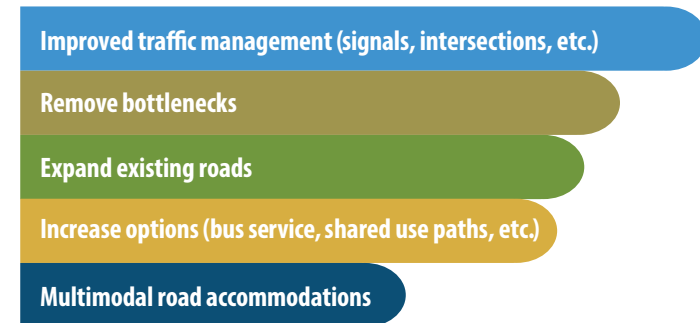 Improved traffic management (signals, intersections, etc.)
Remove bottlenecks
Expand existing roads
Increase options (bus service, shared use paths, etc.)
Multimodal road accommodations